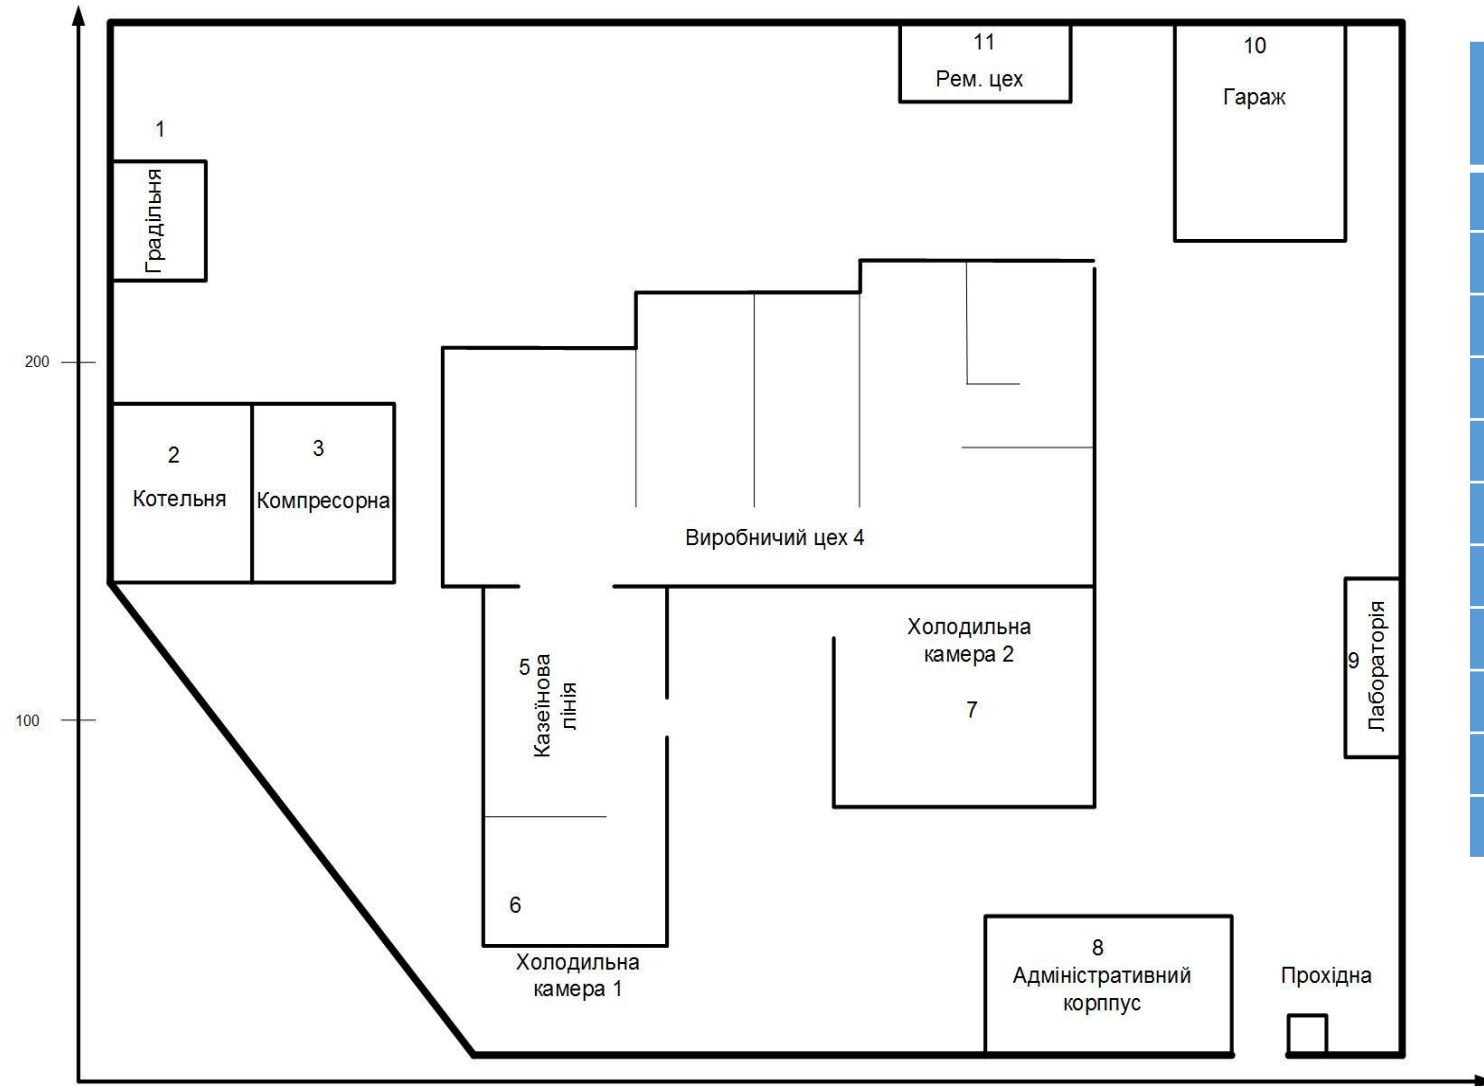 11
Рем. цех
10
Гараж
1
Градільня
200
2
Котельня
3
Компресорна
Виробничий цех 4
5
Казеїнова
лінія
Холодильна
камера 2
7
9
Лабораторія
100
6
Холодильна
камера 1
8
Адміністративний
корппус
Прохідна